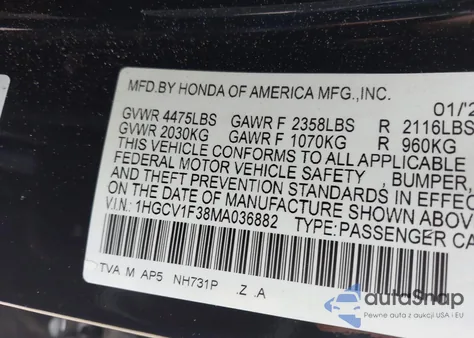 MFD.BY HONDA OF AMERICA MFG.,INC. 01/2
GVWR 4475LBS GAWR F 2358LBS R 2116LBS
GVWR 2030KG GAWR F 1070KG R 960KG
THIS VEHICLE CONFORMS TO ALL APPLICABLE
FEDERAL MOTOR VEHICLE SAFETY , BUMPER,
AND THEFT PREVENTION STANDARDS IN EFFEC
ON THE DATE OF MANUFACTURE SHOWN ABOV
V.I.N.: 1HGCV1F38MA036882 TYPE:PASSENGER CA
TVA M AP5 NH731P .Z .A
autoSnap
Pewne auta z aukcji USA i EU